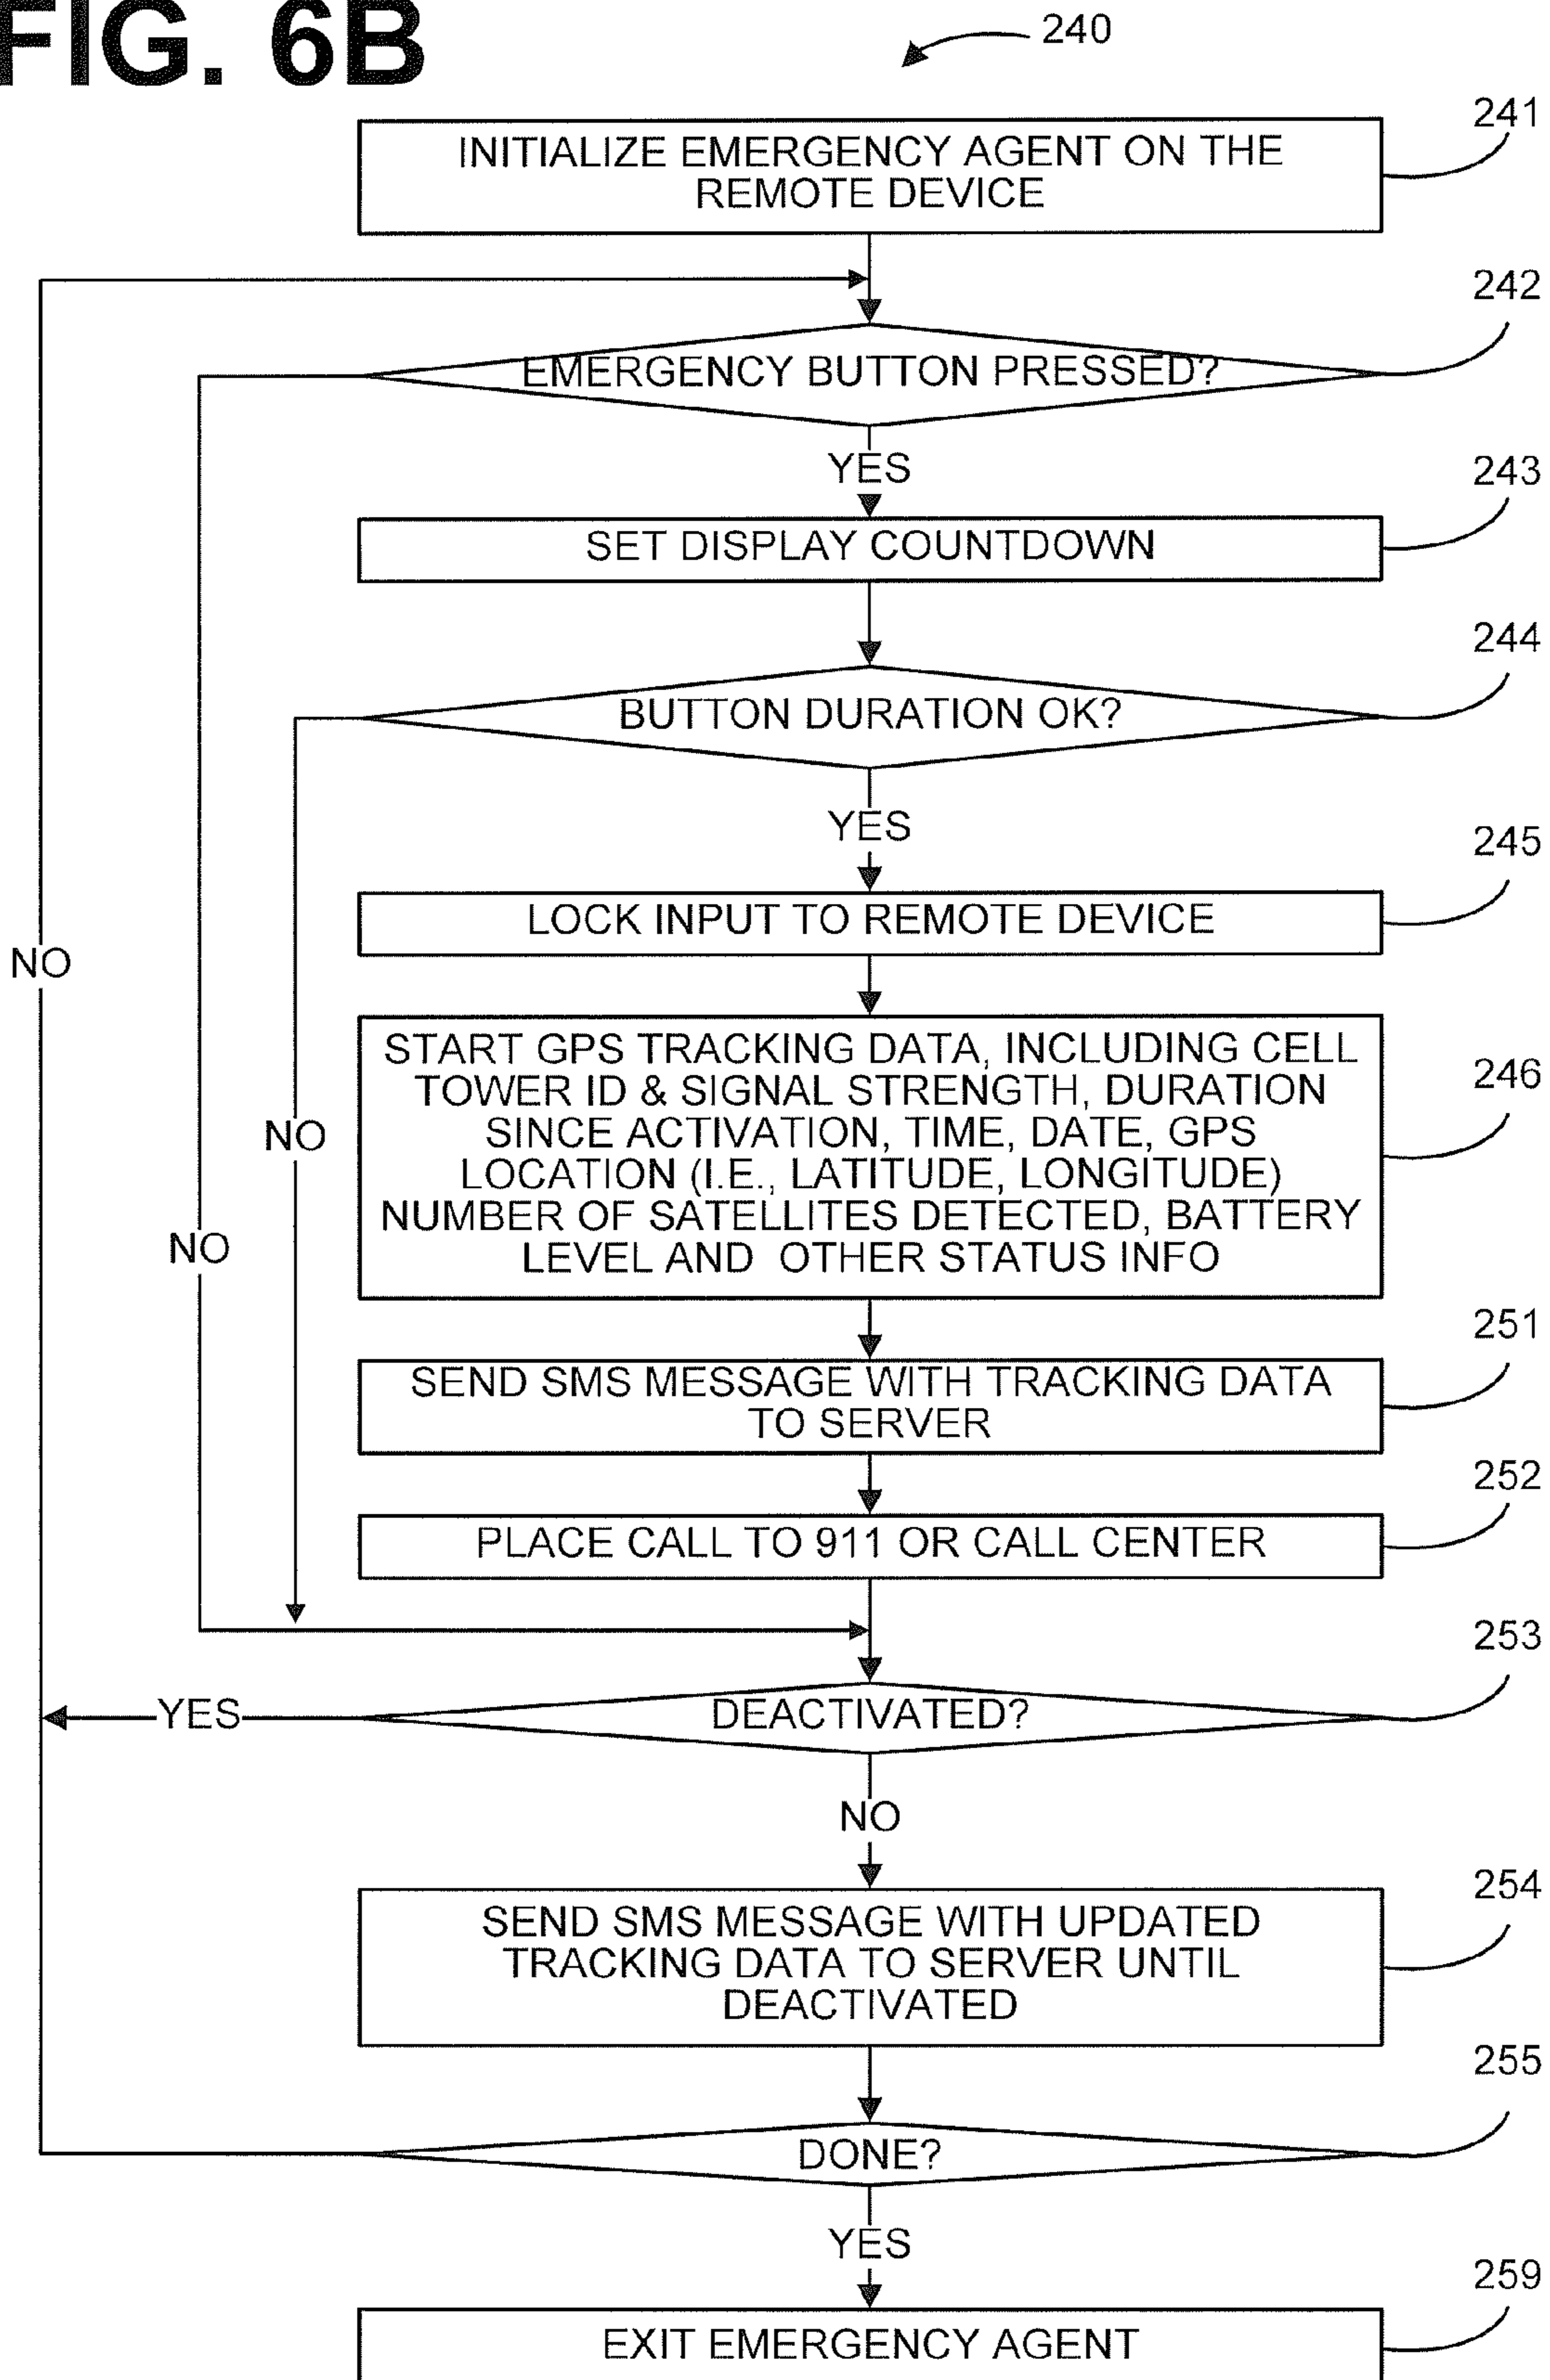 FIG. 6B
240
241
INITIALIZE EMERGENCY AGENT ON THE
REMOTE DEVICE
242
EMERGENCY BUTTON PRESSED?
YES
243
SET DISPLAY COUNTDOWN
244
BUTTON DURATION OK?
YES
245
LOCK INPUT TO REMOTE DEVICE
NO
246
START GPS TRACKING DATA, INCLUDING CELL
TOWER ID & SIGNAL STRENGTH, DURATION
SINCE ACTIVATION, TIME, DATE, GPS
LOCATION (I.E., LATITUDE, LONGITUDE)
NUMBER OF SATELLITES DETECTED, BATTERY
LEVEL AND OTHER STATUS INFO
NO
NO
251
SEND SMS MESSAGE WITH TRACKING DATA
TO SERVER
252
PLACE CALL TO 911 OR CALL CENTER
253
DEACTIVATED?
YES
NO
254
SEND SMS MESSAGE WITH UPDATED
TRACKING DATA TO SERVER UNTIL
DEACTIVATED
255
DONE?
YES
259
EXIT EMERGENCY AGENT